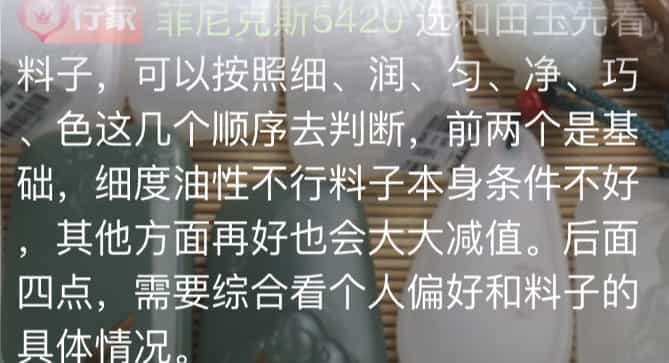 行家 菲尼克斯5420 选和田玉先看
料子，可以按照细、润、匀、净、巧
、色这几个顺序去判断，前两个是基
础，细度油性不行料子本身条件不好
，其他方面再好也会大大减值。后面
四点，需要综合看个人偏好和料子的
具体情况。